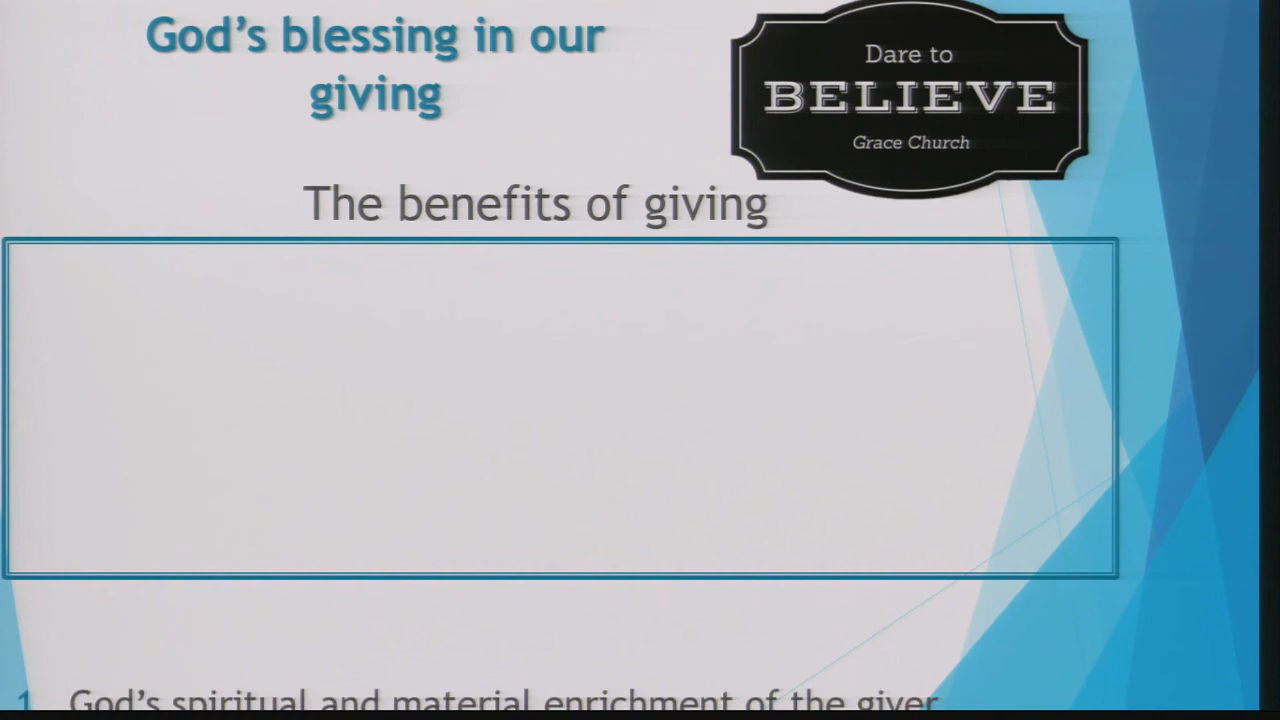 God's blessing in our
giving
Dare to
BELIEVE
Grace Church
The benefits of giving
1 God's spiritual and material enrichment of the giver